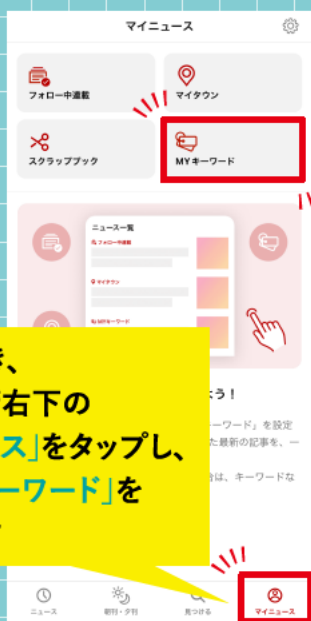 マイニュース
フォロー中連載
マイタウン
スクラップブック
MYキーワード
ニュース一覧
フォロー中連載
マイタウン
MYキーワード
き、
右下の
ス」をタップし、
ーワード」を
よう!
ーワード」を設定
た最新の記事を、一
合は、キーワードな
ニュース
朝刊・夕刊
見つける
マイニュース